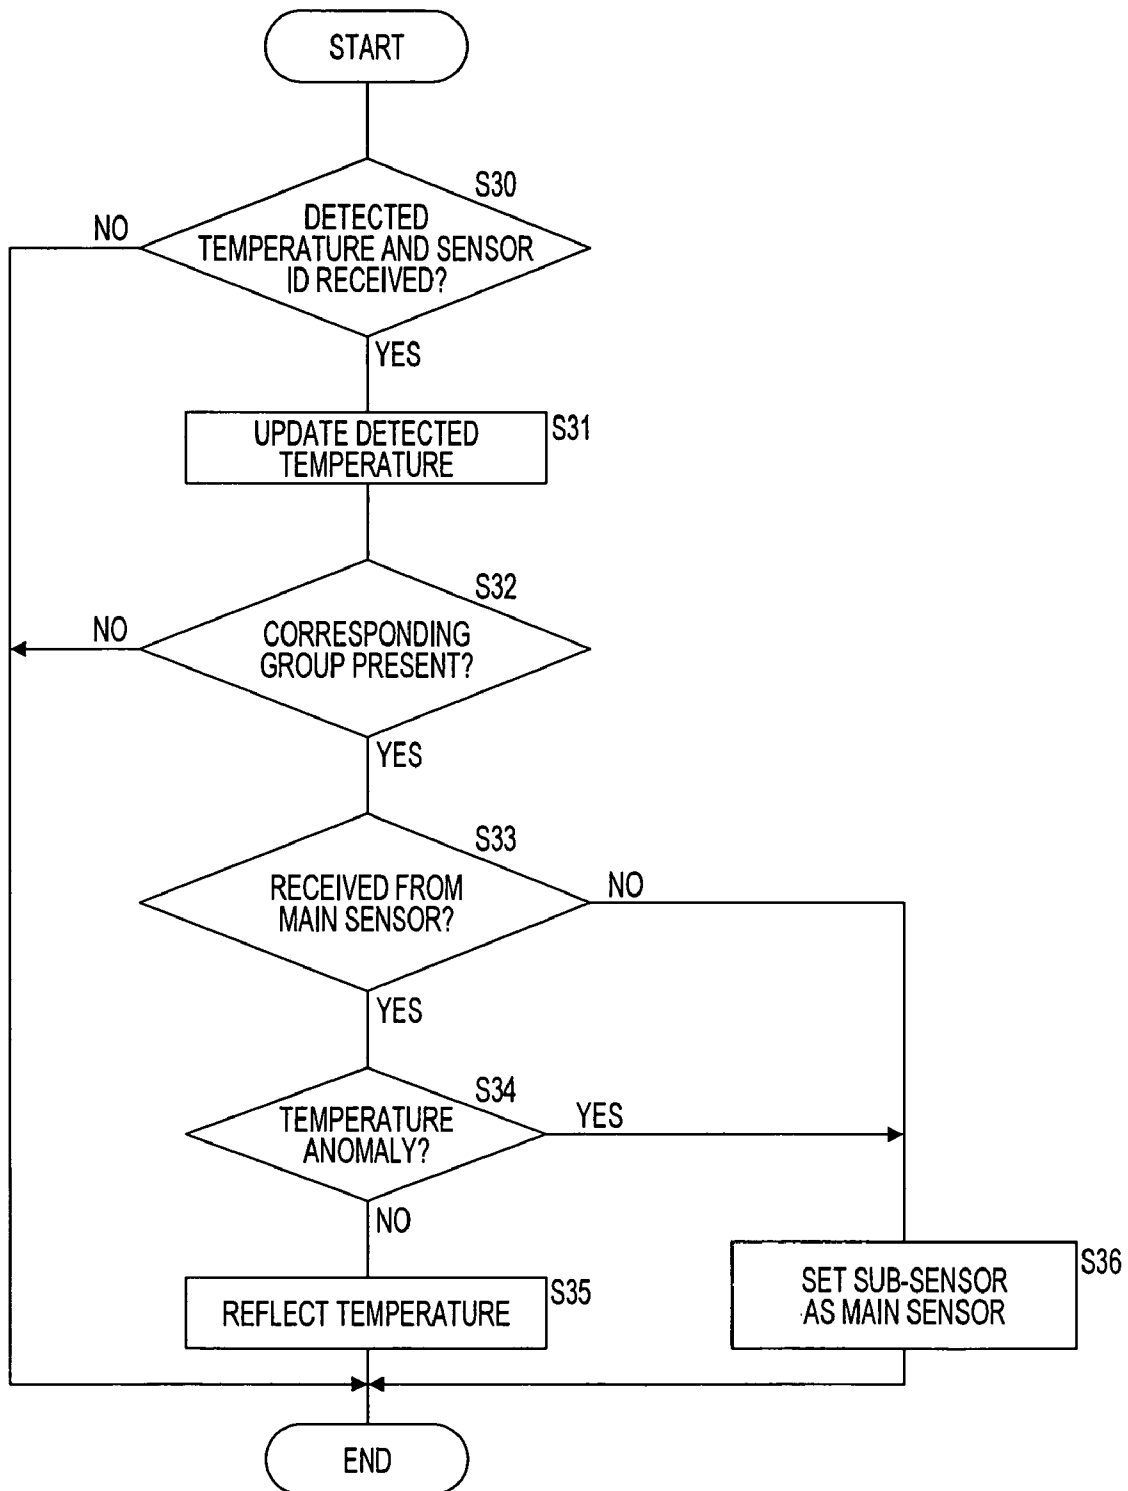 START
S30
NO
DETECTED
TEMPERATURE AND SENSOR
ID RECEIVED?
YES
UPDATE DETECTED
TEMPERATURE
S31
S32
NO
CORRESPONDING
GROUP PRESENT?
YES
S33
RECEIVED FROM
MAIN SENSOR?
NO
YES
S34
TEMPERATURE
ANOMALY?
YES
NO
REFLECT TEMPERATURE
S35
SET SUB-SENSOR
AS MAIN SENSOR
S36
END